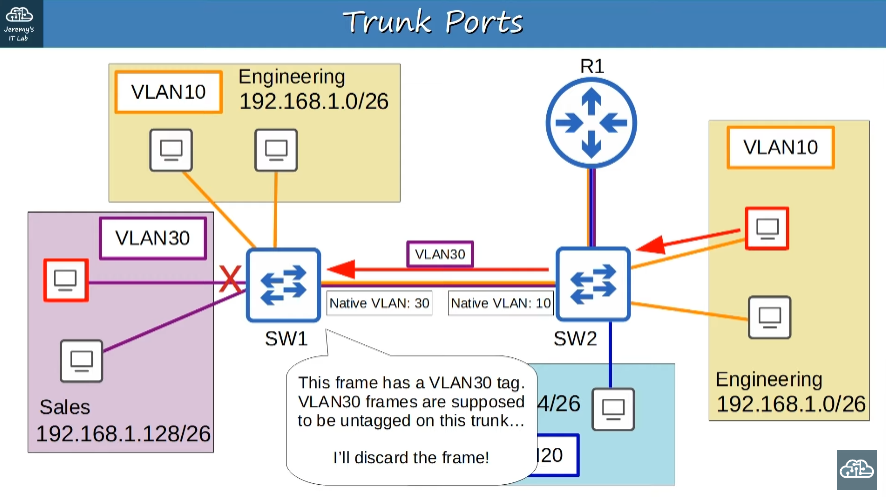 Jeremy's
IT Lab
Trunk Ports
VLAN10
Engineering
192.168.1.0/26
R1
VLAN10
VLAN30
VLAN30
Native VLAN: 30
Native VLAN: 10
SW1
SW2
This frame has a VLAN30 tag.
VLAN30 frames are supposed
to be untagged on this trunk...
I'll discard the frame!
4/26
20
Engineering
192.168.1.0/26
Sales
192.168.1.128/26